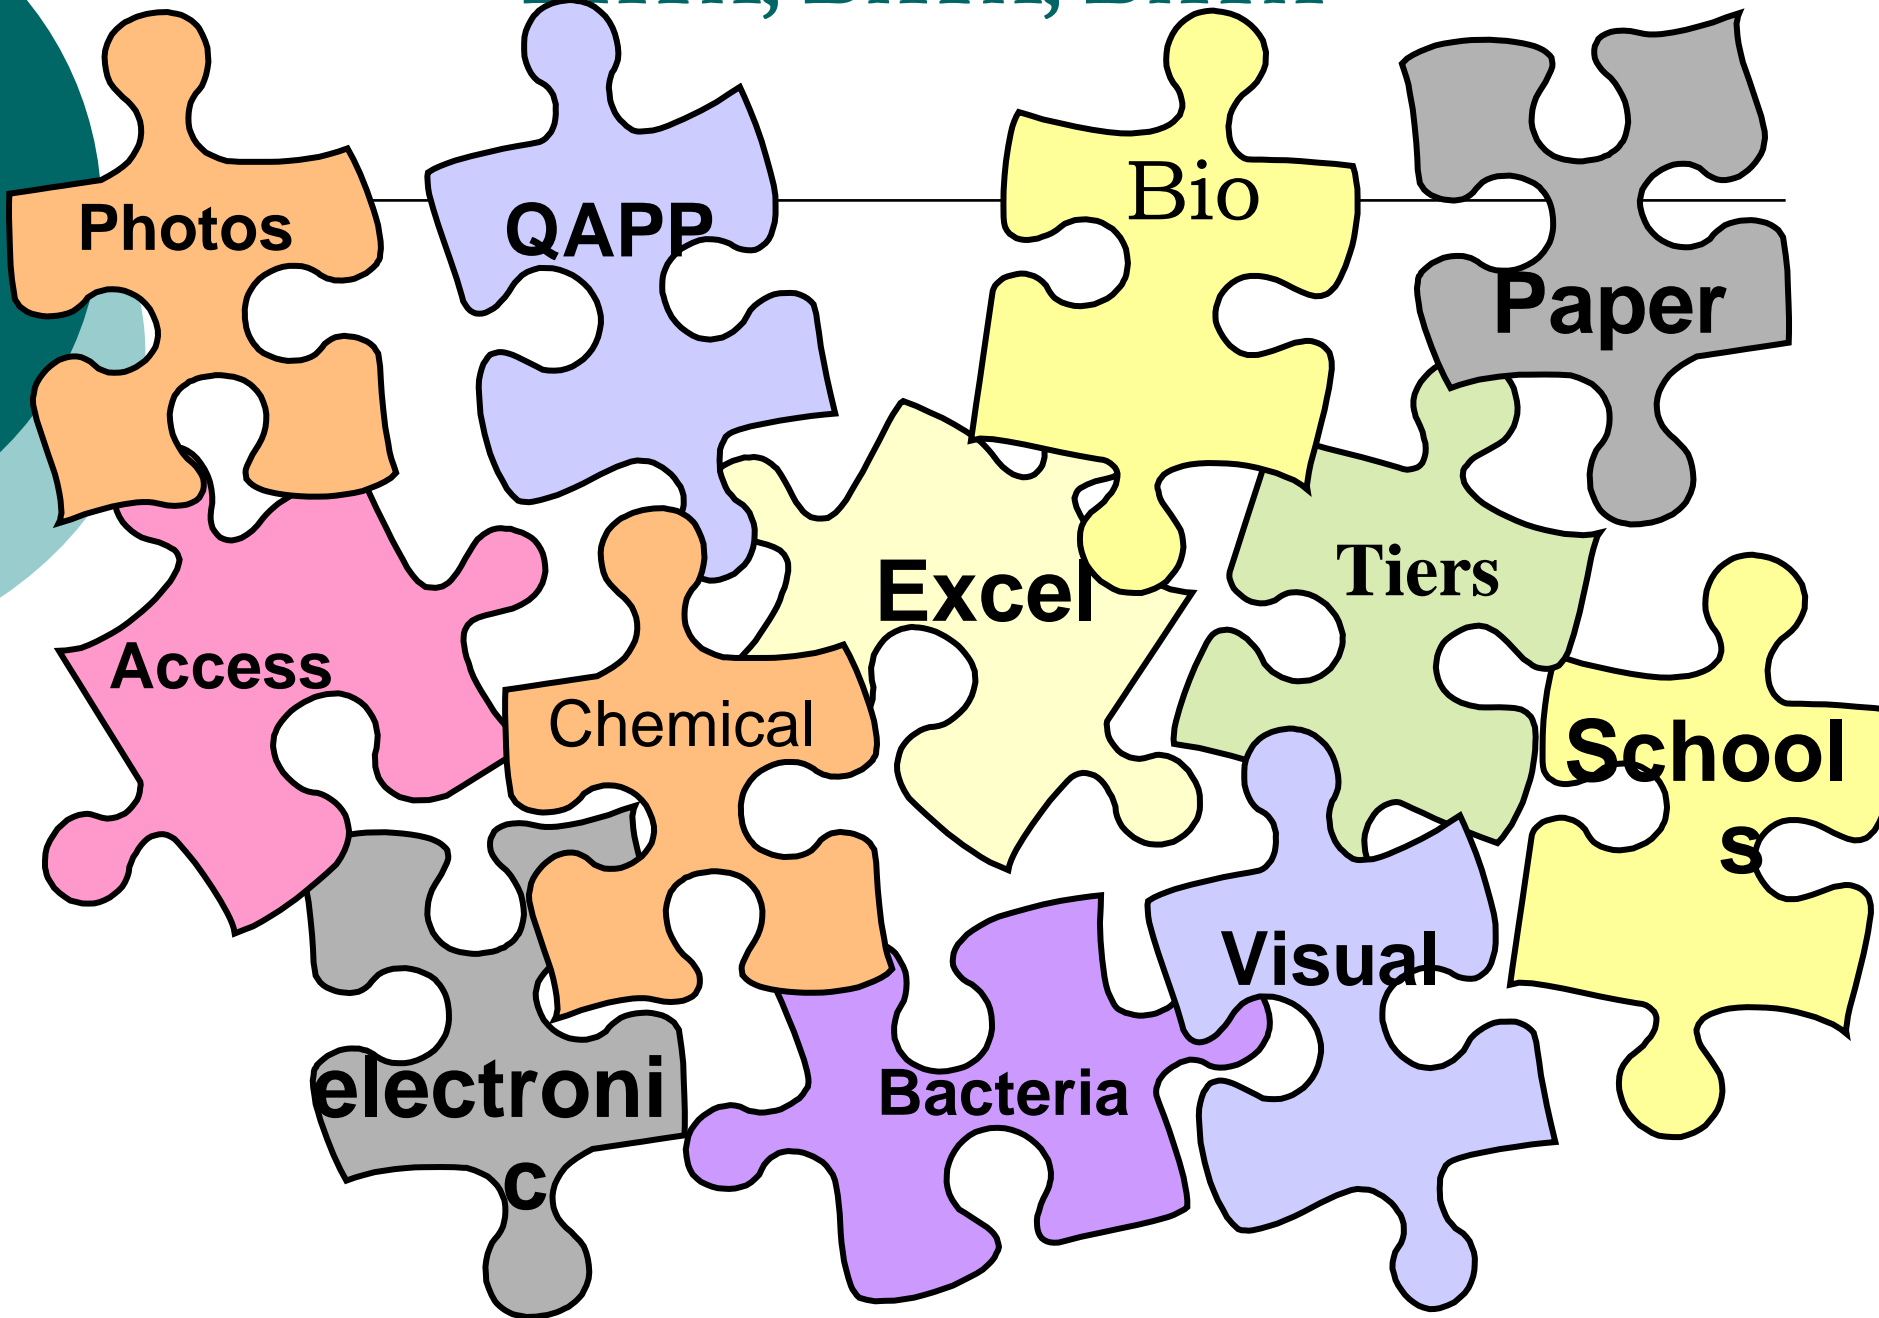 Photos
QAPP
Bio
Paper
Excel
Tiers
Access
Chemical
School
s
Visual
electroni
c
Bacteria